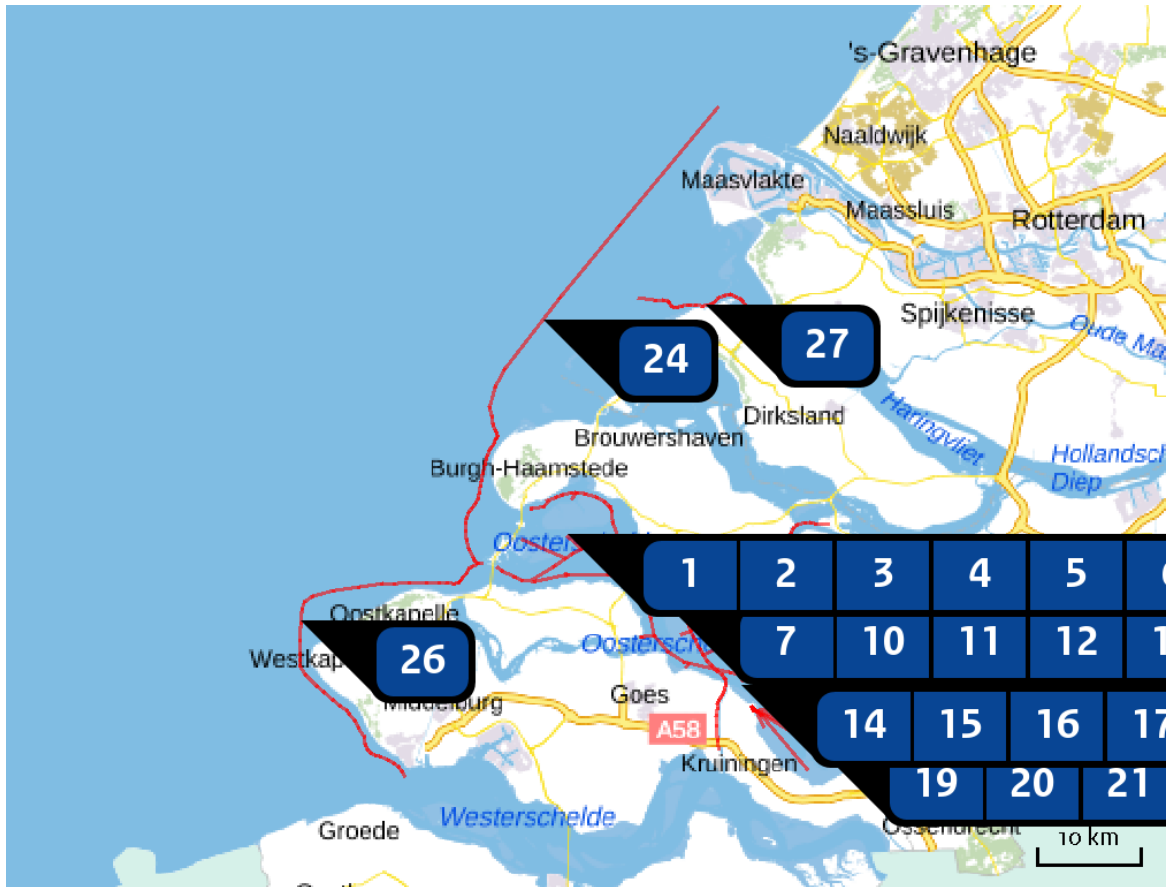 's-Gravenhage
Naaldwijk
Maasvlakte
Maassluis
Rotterdam
Spijkenisse
24
27
Dirksland
Haringvliet
Brouwershaven
Burgh-Haamstede
Hollandsch
Diep
1 2 3 4 5
Oostkapelle
7 10 11 12
26
Goes
14 15 16 17
A58
Kruiningen
19 20 21
Westerschelde
Groede
Ossendrecht
10 km